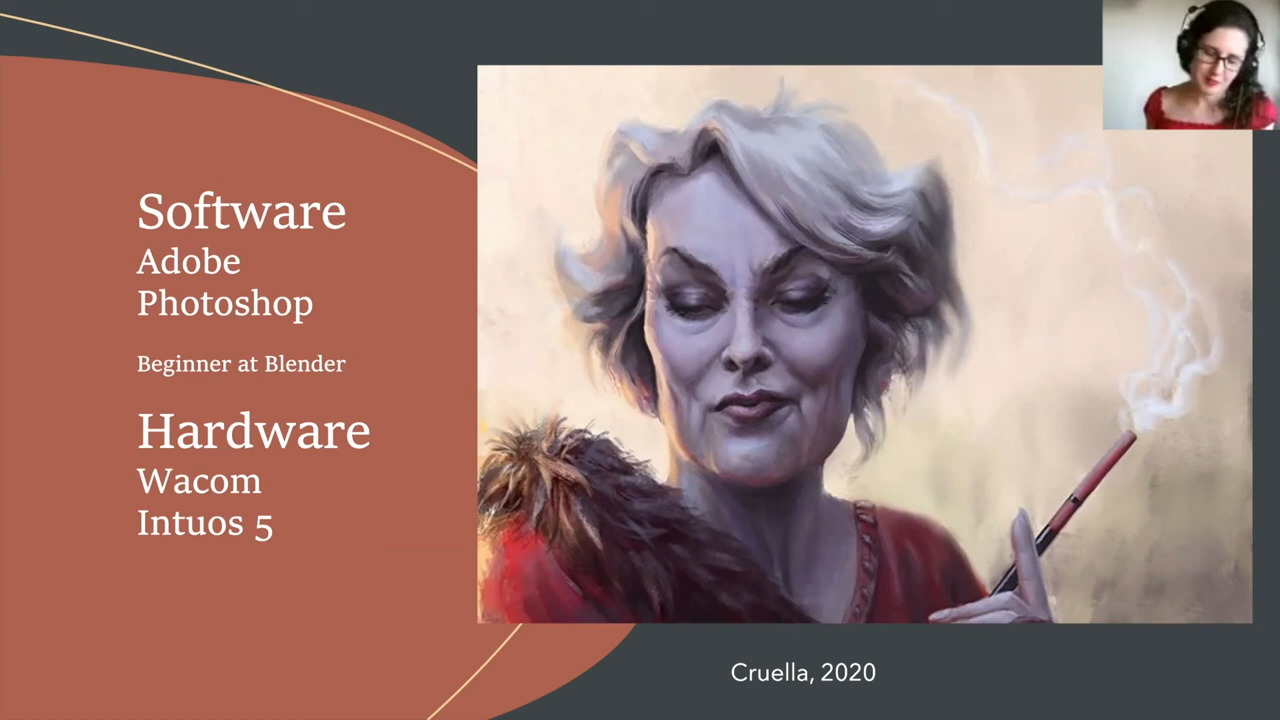 Software
Adobe
Photoshop
Beginner at Blender
Hardware
Wacom
Intuos 5
Cruella, 2020